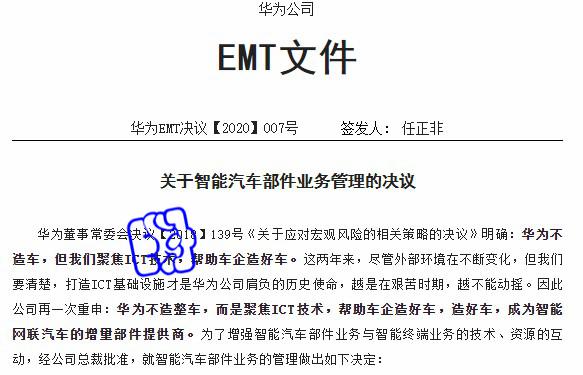 华为公司
EMT文件
华为EMT决议【2020】007号 签发人： 任正非
关于智能汽车部件业务管理的决议
华为董事常委会决议【2018】139号《关于应对宏观风险的相关策略的决议》明确：华为不
造车，但我们聚焦ICT技术，帮助车企造好车。这两年来，尽管外部环境在不断变化，但我们
要清楚，打造ICT基础设施才是华为公司肩负的历史使命，越是在艰苦时期，越不能动摇。因此
公司再一次重申：华为不造整车，而是聚焦ICT技术，帮助车企造好车，造好车，成为智能
网联汽车的增量部件提供商。为了增强智能汽车部件业务与智能终端业务的技术、资源的互
动，经公司总裁批准，就智能汽车部件业务的管理做出如下决定：